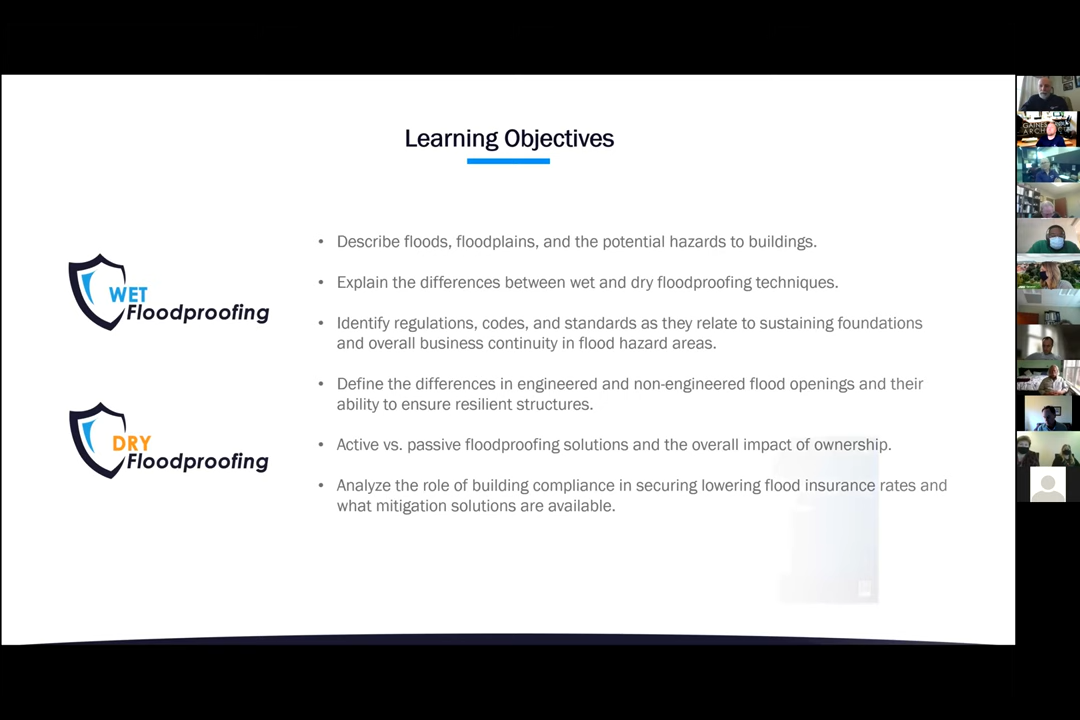 Learning Objectives
• Describe floods, floodplains, and the potential hazards to buildings.
• Explain the differences between wet and dry floodproofing techniques.
• Identify regulations, codes, and standards as they relate to sustaining foundations
and overall business continuity in flood hazard areas.
• Define the differences in engineered and non-engineered flood openings and their
ability to ensure resilient structures.
• Active vs. passive floodproofing solutions and the overall impact of ownership.
• Analyze the role of building compliance in securing lowering flood insurance rates and
what mitigation solutions are available.
WET
Floodproofing
DRY
Floodproofing